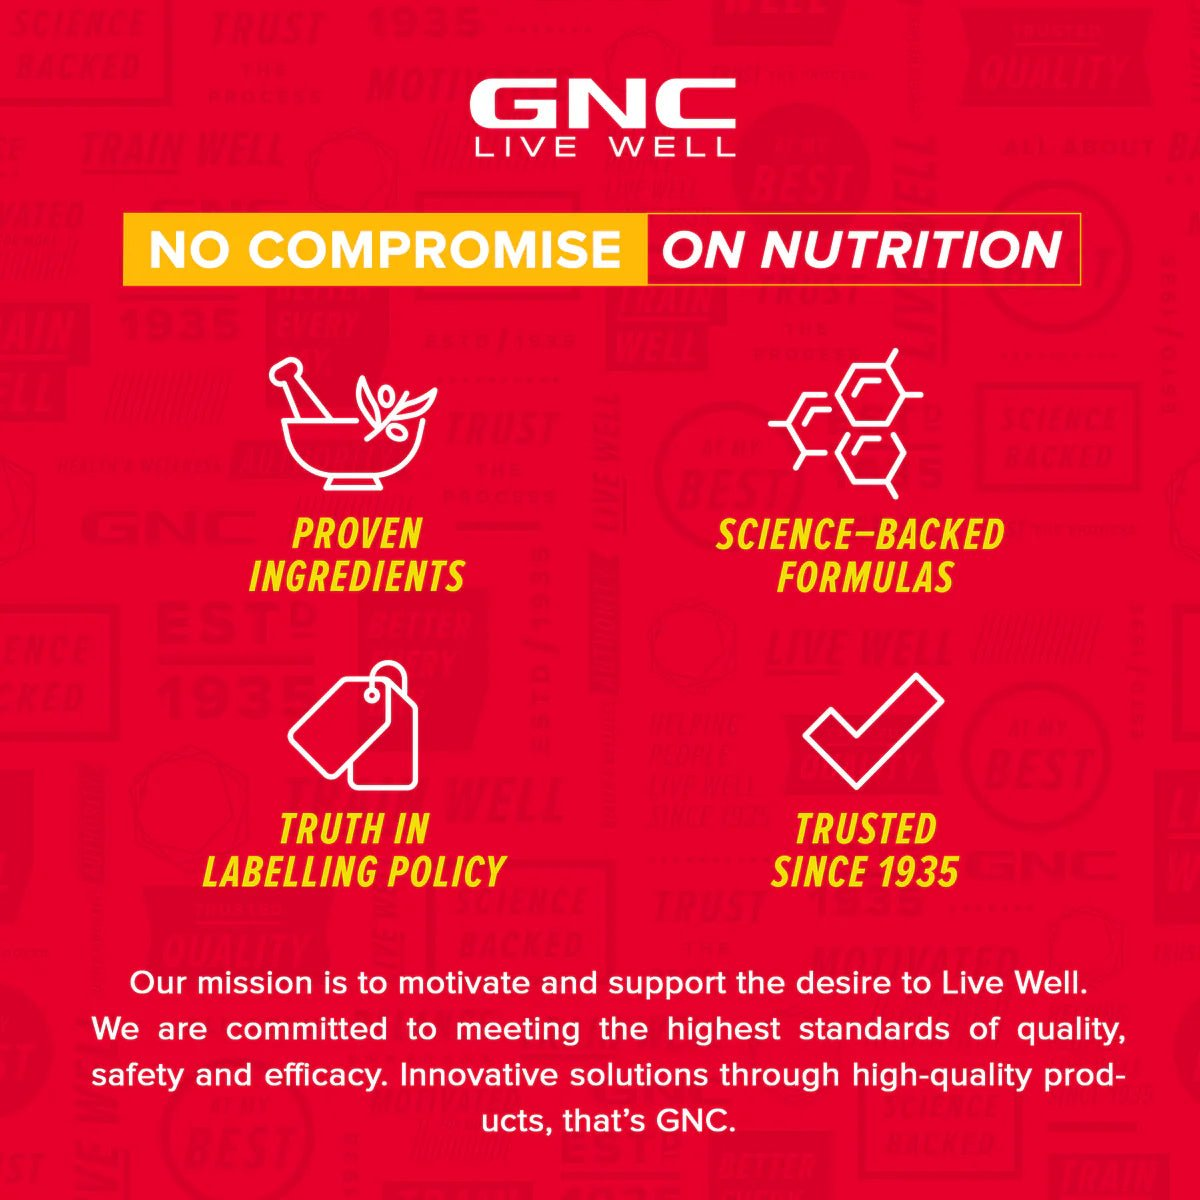 GNC
LIVE WELL
NO COMPROMISE ON NUTRITION
PROVEN
INGREDIENTS
SCIENCE-BACKED
FORMULAS
TRUTH IN
LABELLING POLICY
TRUSTED
SINCE 1935
Our mission is to motivate and support the desire to Live Well.
We are committed to meeting the highest standards of quality,
safety and efficacy. Innovative solutions through high-quality prod-
ucts, that's GNC.